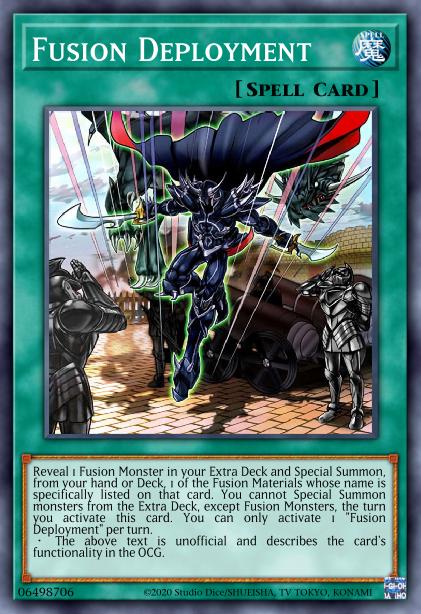 Fusion Deployment
[Spell Card]
Reveal 1 Fusion Monster in your Extra Deck and Special Summon,
from your hand or Deck, 1 of the Fusion Materials whose name is
specifically listed on that card. You cannot Special Summon
monsters from the Extra Deck, except Fusion Monsters, the turn
you activate this card. You can only activate 1 "Fusion
Deployment" per turn.
· The above text is unofficial and describes the card's
functionality in the OCG.
06498706 ©2020 Studio Dice/SHUEISHA, TV TOKYO, KONAMI